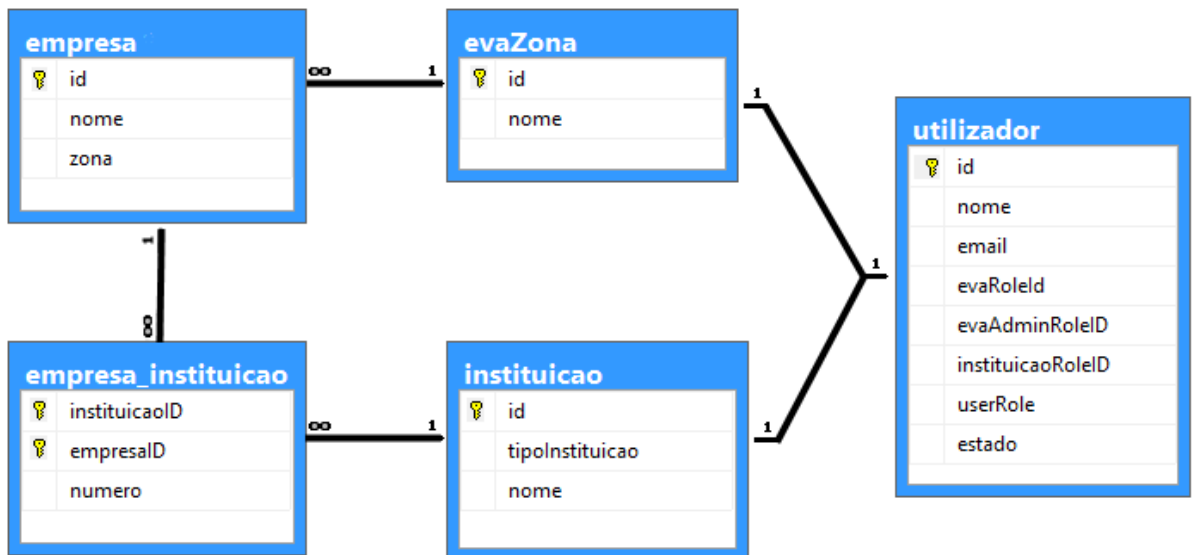 empresa
id
nome
zona
∞ 1
evaZona
id
nome
1
1
1
utilizador
id
nome
email
evaRoleId
evaAdminRoleID
instituicaoRoleID
userRole
estado
1
∞
empresa_instituicao
instituicaoID
empresaID
numero
∞ 1
instituicao
id
tipoInstituicao
nome